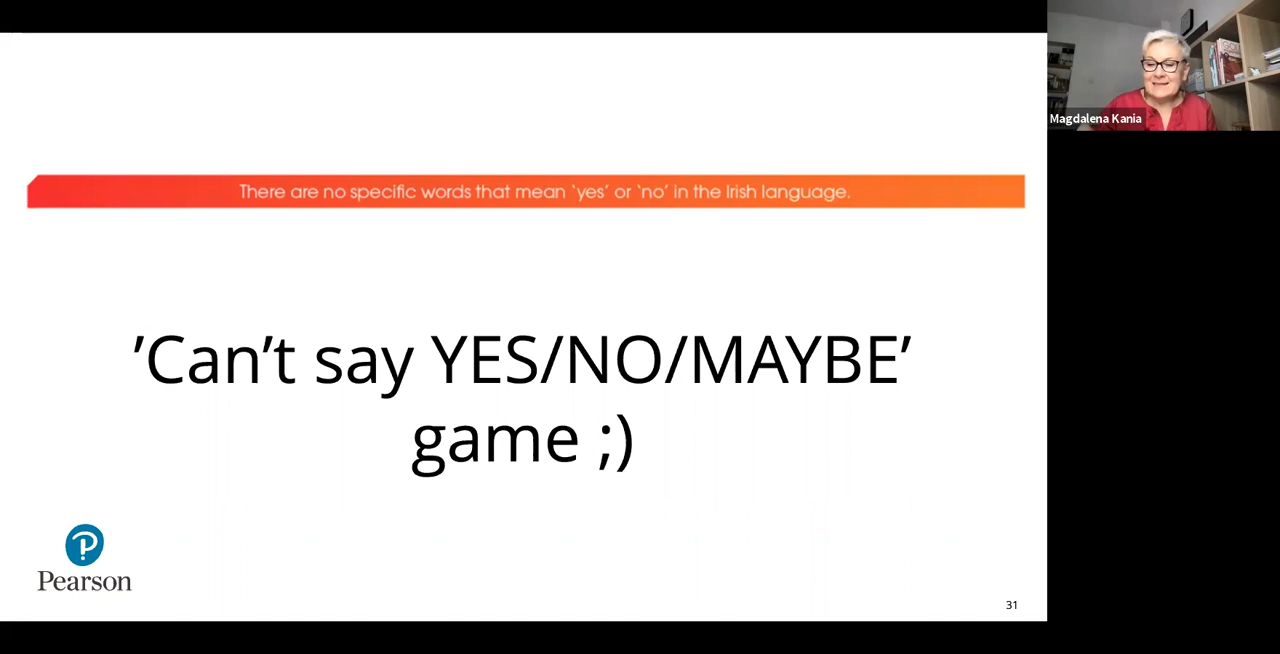 Magdalena Kania
There are no specific words that mean ‘yes’ or ‘no’ in the Irish language.
’Can’t say YES/NO/MAYBE’
game ;)
Pearson
31